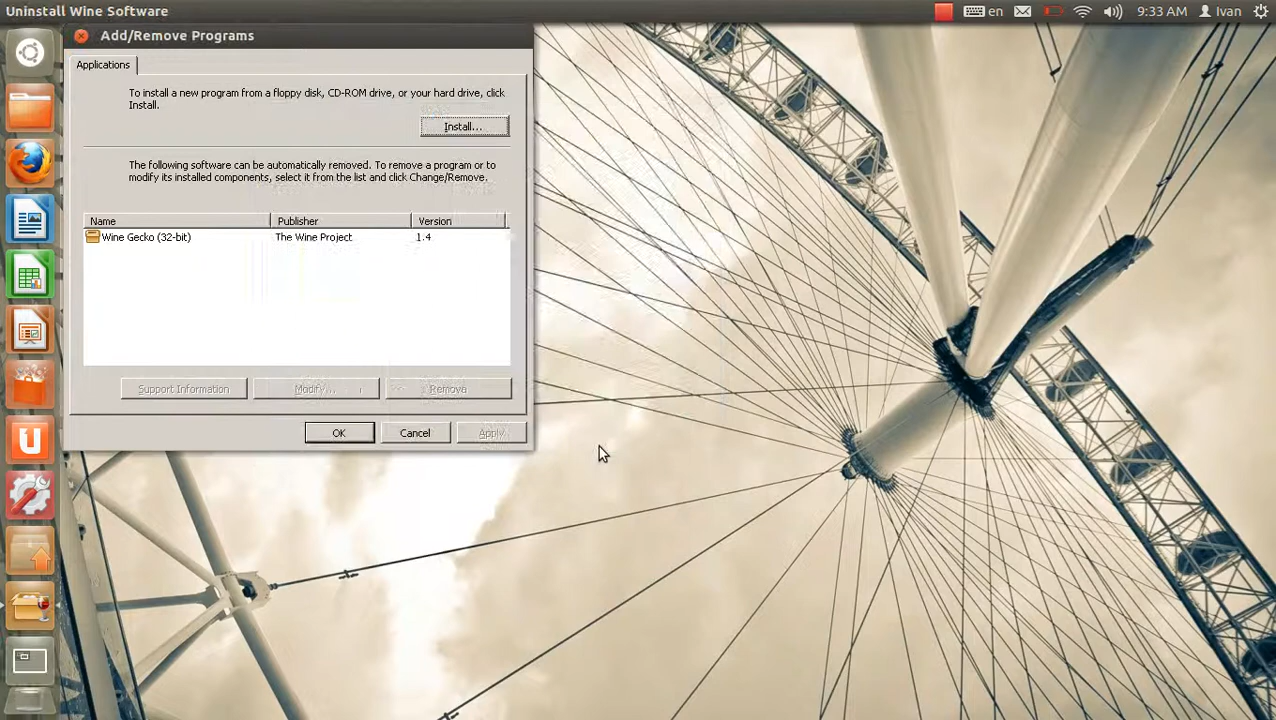 Uninstall Wine Software
en
9:33 AM
Ivan
Add/Remove Programs
Applications
To install a new program from a floppy disk, CD-ROM drive, or your hard drive, click
Install.
Install...
The following software can be automatically removed. To remove a program or to
modify its installed components, select it from the list and click Change/Remove.
Name Publisher Version
Wine Gecko (32-bit) The Wine Project 1.4
Support Information Modify... Remove
OK Cancel Apply